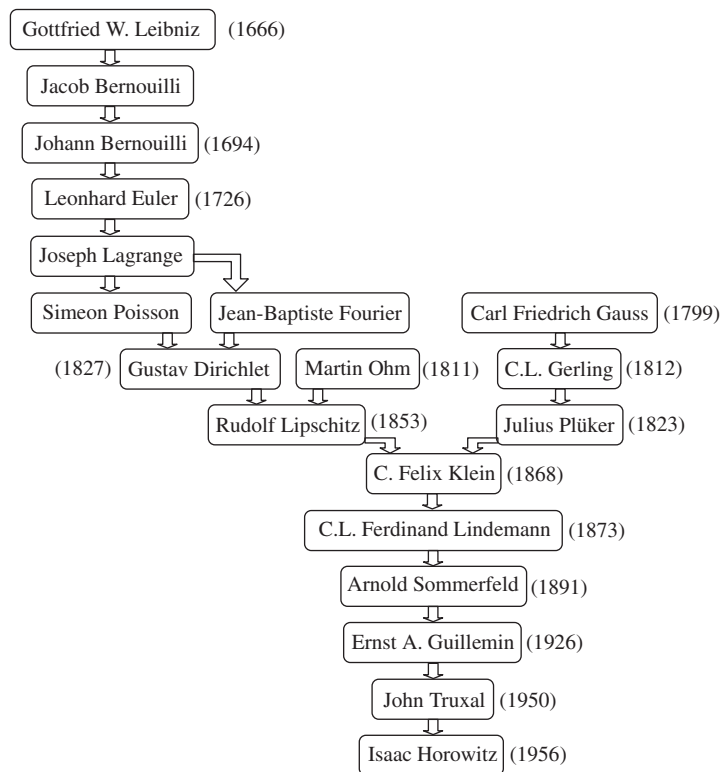 Gottfried W. Leibniz (1666)
Jacob Bernouilli
Johann Bernouilli (1694)
Leonhard Euler (1726)
Joseph Lagrange
Simeon Poisson Jean-Baptiste Fourier Carl Friedrich Gauss (1799)
(1827) Gustav Dirichlet Martin Ohm (1811) C.L. Gerling (1812)
Rudolf Lipschitz (1853) Julius Plüker (1823)
C. Felix Klein (1868)
C.L. Ferdinand Lindemann (1873)
Arnold Sommerfeld (1891)
Ernst A. Guillemin (1926)
John Truxal (1950)
Isaac Horowitz (1956)